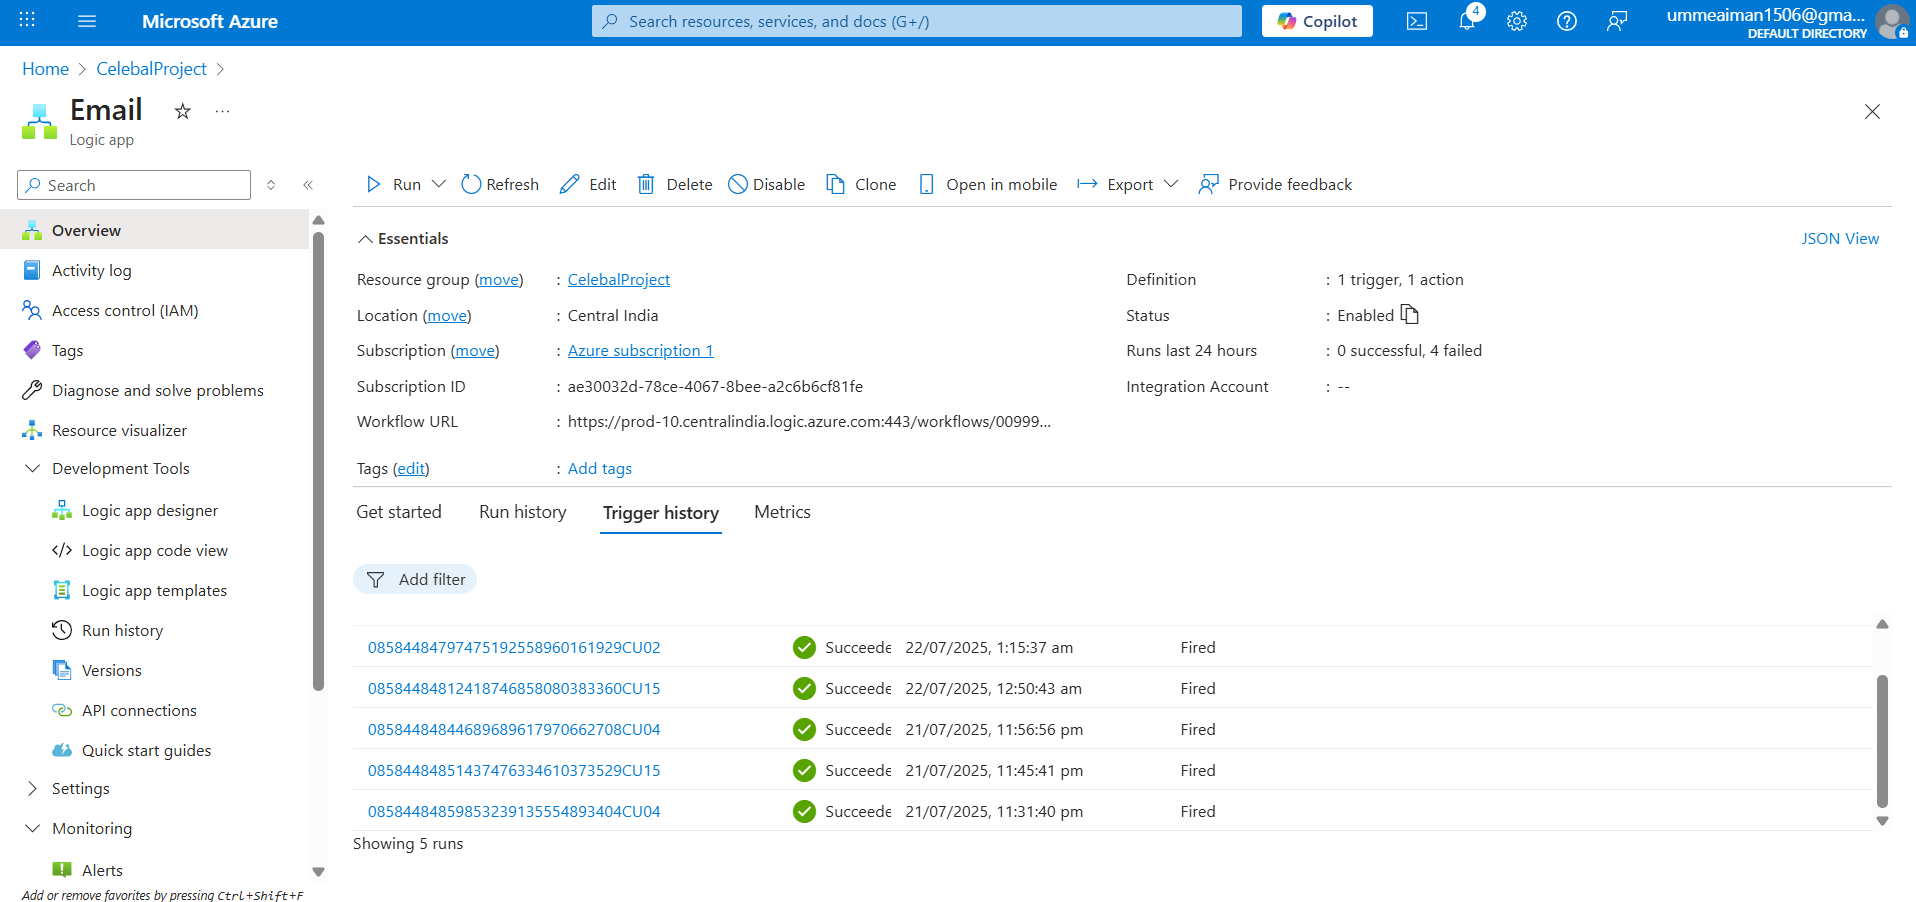 Microsoft Azure
Search resources, services, and docs (G+/)
Copilot
4
ummeaiman1506@gma...
DEFAULT DIRECTORY
Home > CelebalProject >
Email
Logic app
Search
Run
Refresh
Edit
Delete
Disable
Clone
Open in mobile
Export
Provide feedback
Overview
Activity log
Access control (IAM)
Tags
Diagnose and solve problems
Resource visualizer
Development Tools
Logic app designer
Logic app code view
Logic app templates
Run history
Versions
API connections
Quick start guides
Settings
Monitoring
Alerts
Add or remove favorites by pressing Ctrl+Shift+F
Essentials
JSON View
Resource group (move) : CelebalProject
Location (move) : Central India
Subscription (move) : Azure subscription 1
Subscription ID : ae30032d-78ce-4067-8bee-a2c6b6cf81fe
Workflow URL : https://prod-10.centralindia.logic.azure.com:443/workflows/00999...
Definition : 1 trigger, 1 action
Status : Enabled
Runs last 24 hours : 0 successful, 4 failed
Integration Account : --
Tags (edit) : Add tags
Get started Run history Trigger history Metrics
Add filter
08584484797475192558960161929CU02 Succeede 22/07/2025, 1:15:37 am Fired
08584484812418746858080383360CU15 Succeede 22/07/2025, 12:50:43 am Fired
08584484844689689617970662708CU04 Succeede 21/07/2025, 11:56:56 pm Fired
08584484851437476334610373529CU15 Succeede 21/07/2025, 11:45:41 pm Fired
08584484859853239135554893404CU04 Succeede 21/07/2025, 11:31:40 pm Fired
Showing 5 runs